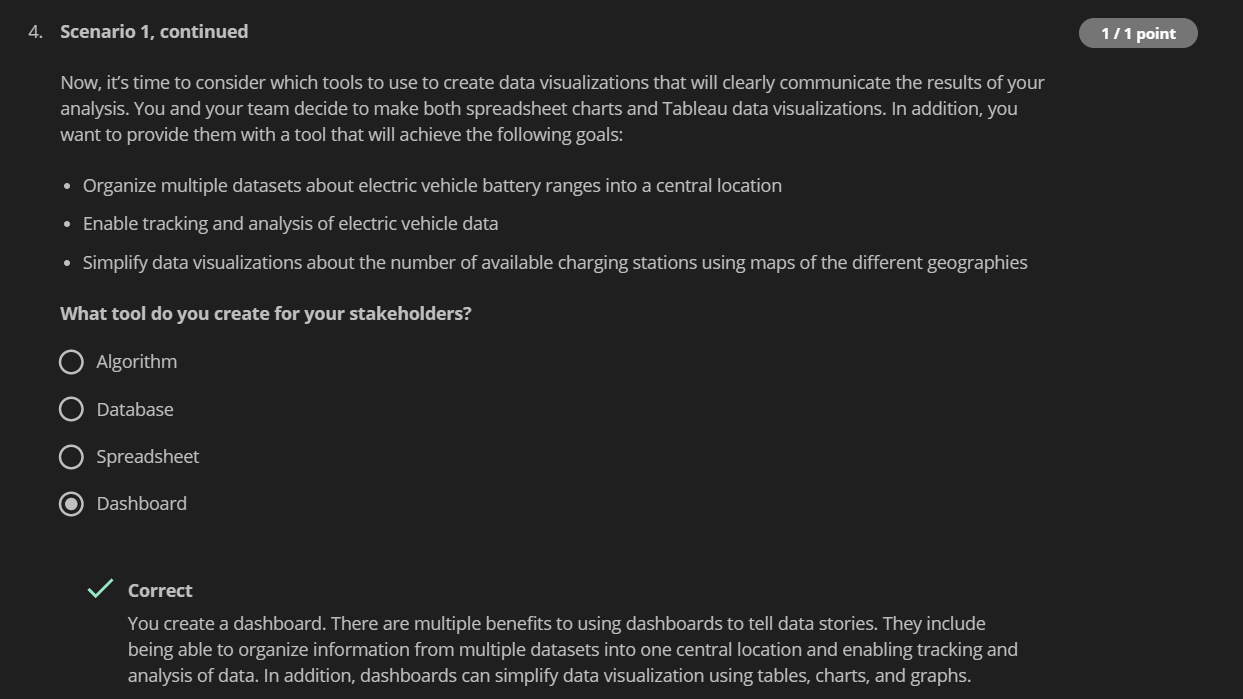 4. Scenario 1, continued
1 / 1 point
Now, it's time to consider which tools to use to create data visualizations that will clearly communicate the results of your
analysis. You and your team decide to make both spreadsheet charts and Tableau data visualizations. In addition, you
want to provide them with a tool that will achieve the following goals:
• Organize multiple datasets about electric vehicle battery ranges into a central location
• Enable tracking and analysis of electric vehicle data
• Simplify data visualizations about the number of available charging stations using maps of the different geographies
What tool do you create for your stakeholders?
Algorithm
Database
Spreadsheet
Dashboard
Correct
You create a dashboard. There are multiple benefits to using dashboards to tell data stories. They include
being able to organize information from multiple datasets into one central location and enabling tracking and
analysis of data. In addition, dashboards can simplify data visualization using tables, charts, and graphs.